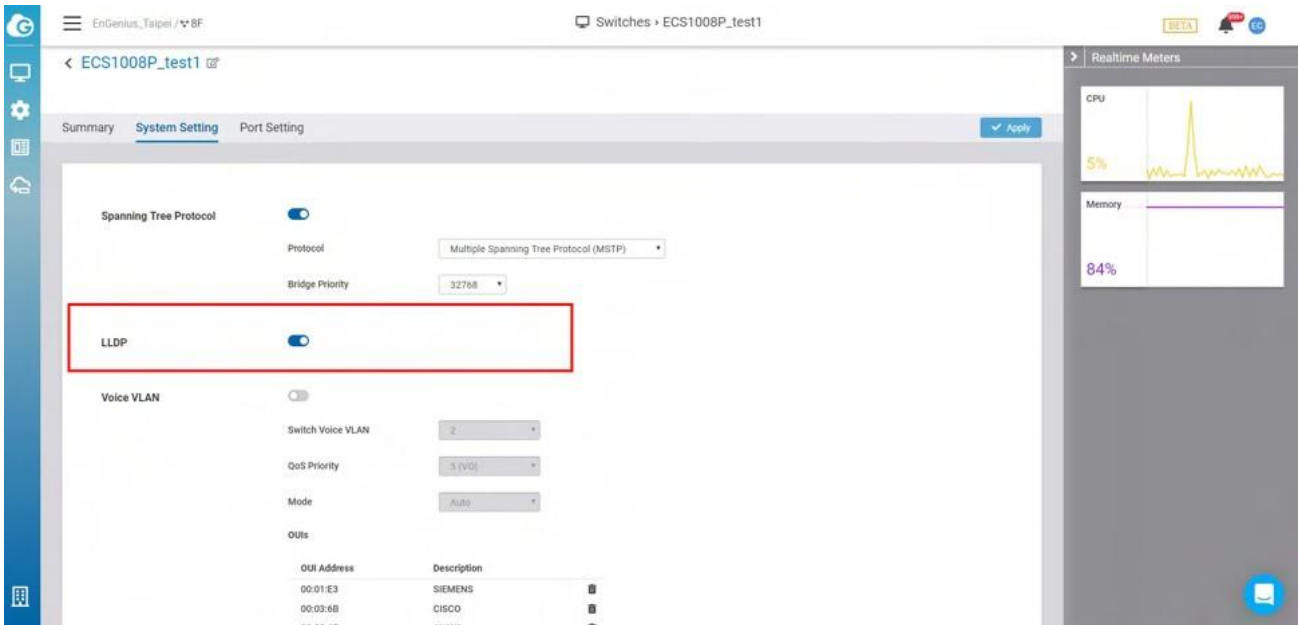 EnGenius_Taipei / 8F
Switches › ECS1008P_test1
BETA
999+
EC
ECS1008P_test1
Realtime Meters
Summary
System Setting
Port Setting
Apply
CPU
5%
Memory
84%
Spanning Tree Protocol
Protocol
Multiple Spanning Tree Protocol (MSTP)
Bridge Priority
32768
LLDP
Voice VLAN
Switch Voice VLAN
2
QoS Priority
5 (VO)
Mode
Auto
OUIs
OUI Address Description
00:01:E3 SIEMENS
00:03:6B CISCO